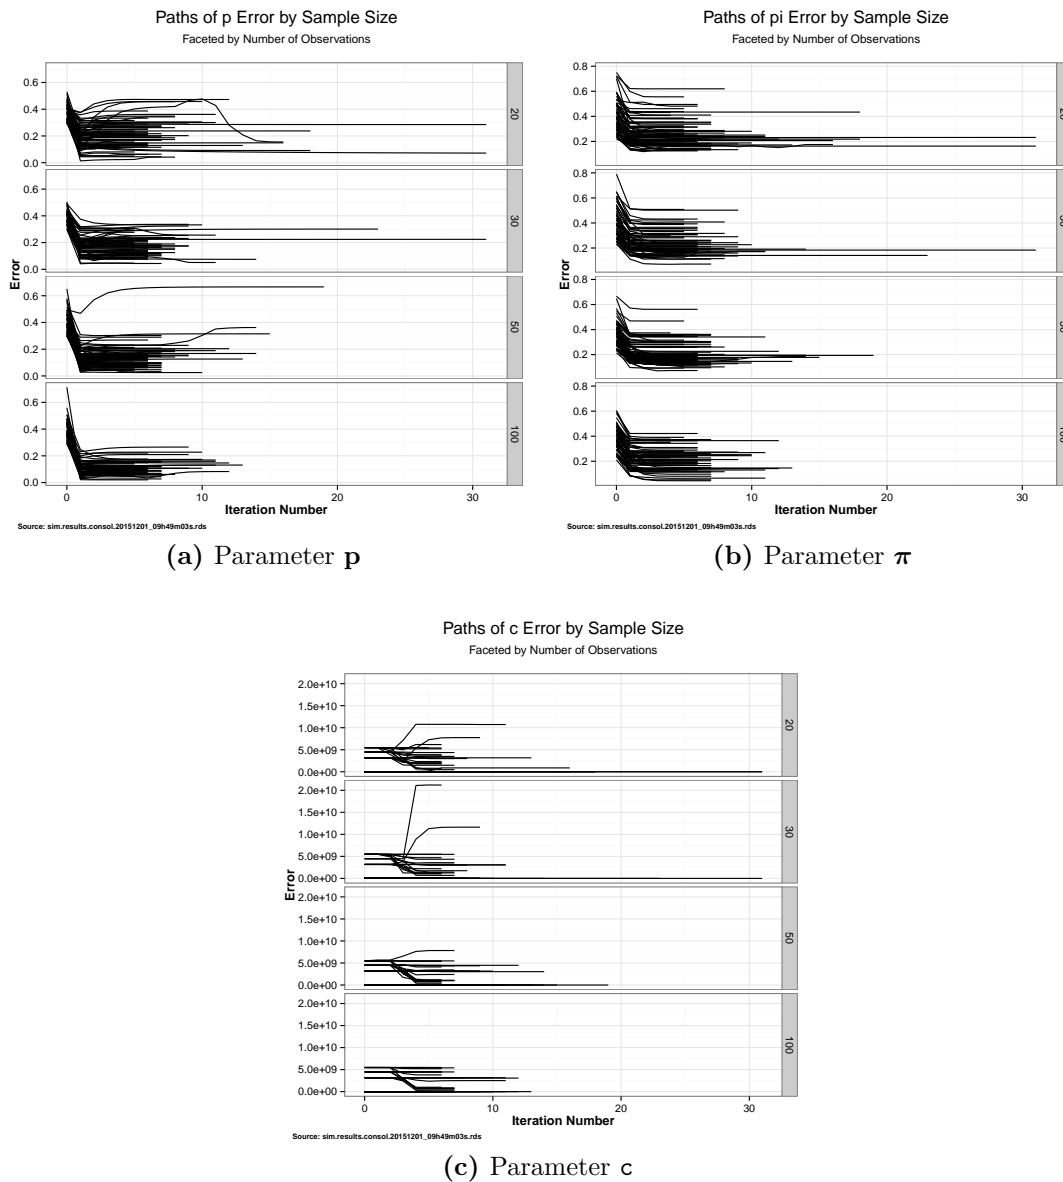 Paths of p Error by Sample Size
Faceted by Number of Observations
0.6
0.4
0.2
0.0
20
0.6
0.4
0.2
0.0
30
0.6
0.4
0.2
0.0
50
0.6
0.4
0.2
0.0
100
Error
0 10 20 30
Iteration Number
Source: sim.results.consol.20151201_09h49m03s.rds
(a) Parameter p
Paths of pi Error by Sample Size
Faceted by Number of Observations
0.8
0.6
0.4
0.2
0.8
0.6
0.4
0.2
0.8
0.6
0.4
0.2
0.8
0.6
0.4
0.2
Error
0 10 20 30
Iteration Number
Source: sim.results.consol.20151201_09h49m03s.rds
(b) Parameter π
Paths of c Error by Sample Size
Faceted by Number of Observations
2.0e+10
1.5e+10
1.0e+10
5.0e+09
0.0e+00
20
2.0e+10
1.5e+10
1.0e+10
5.0e+09
0.0e+00
30
2.0e+10
1.5e+10
1.0e+10
5.0e+09
0.0e+00
50
2.0e+10
1.5e+10
1.0e+10
5.0e+09
0.0e+00
100
Error
0 10 20 30
Iteration Number
Source: sim.results.consol.20151201_09h49m03s.rds
(c) Parameter c